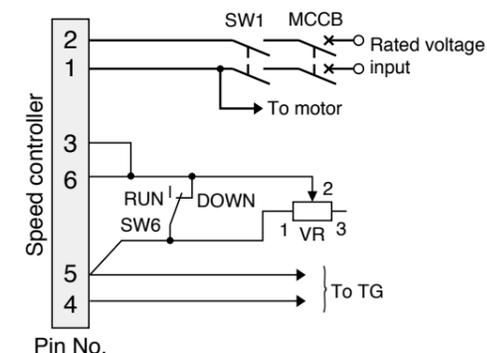 SW1 MCCB
2
Rated voltage
1
input
To motor
Speed controller
3
6
2
RUN
DOWN
SW6
1 VR 3
5
To TG
4
Pin No.